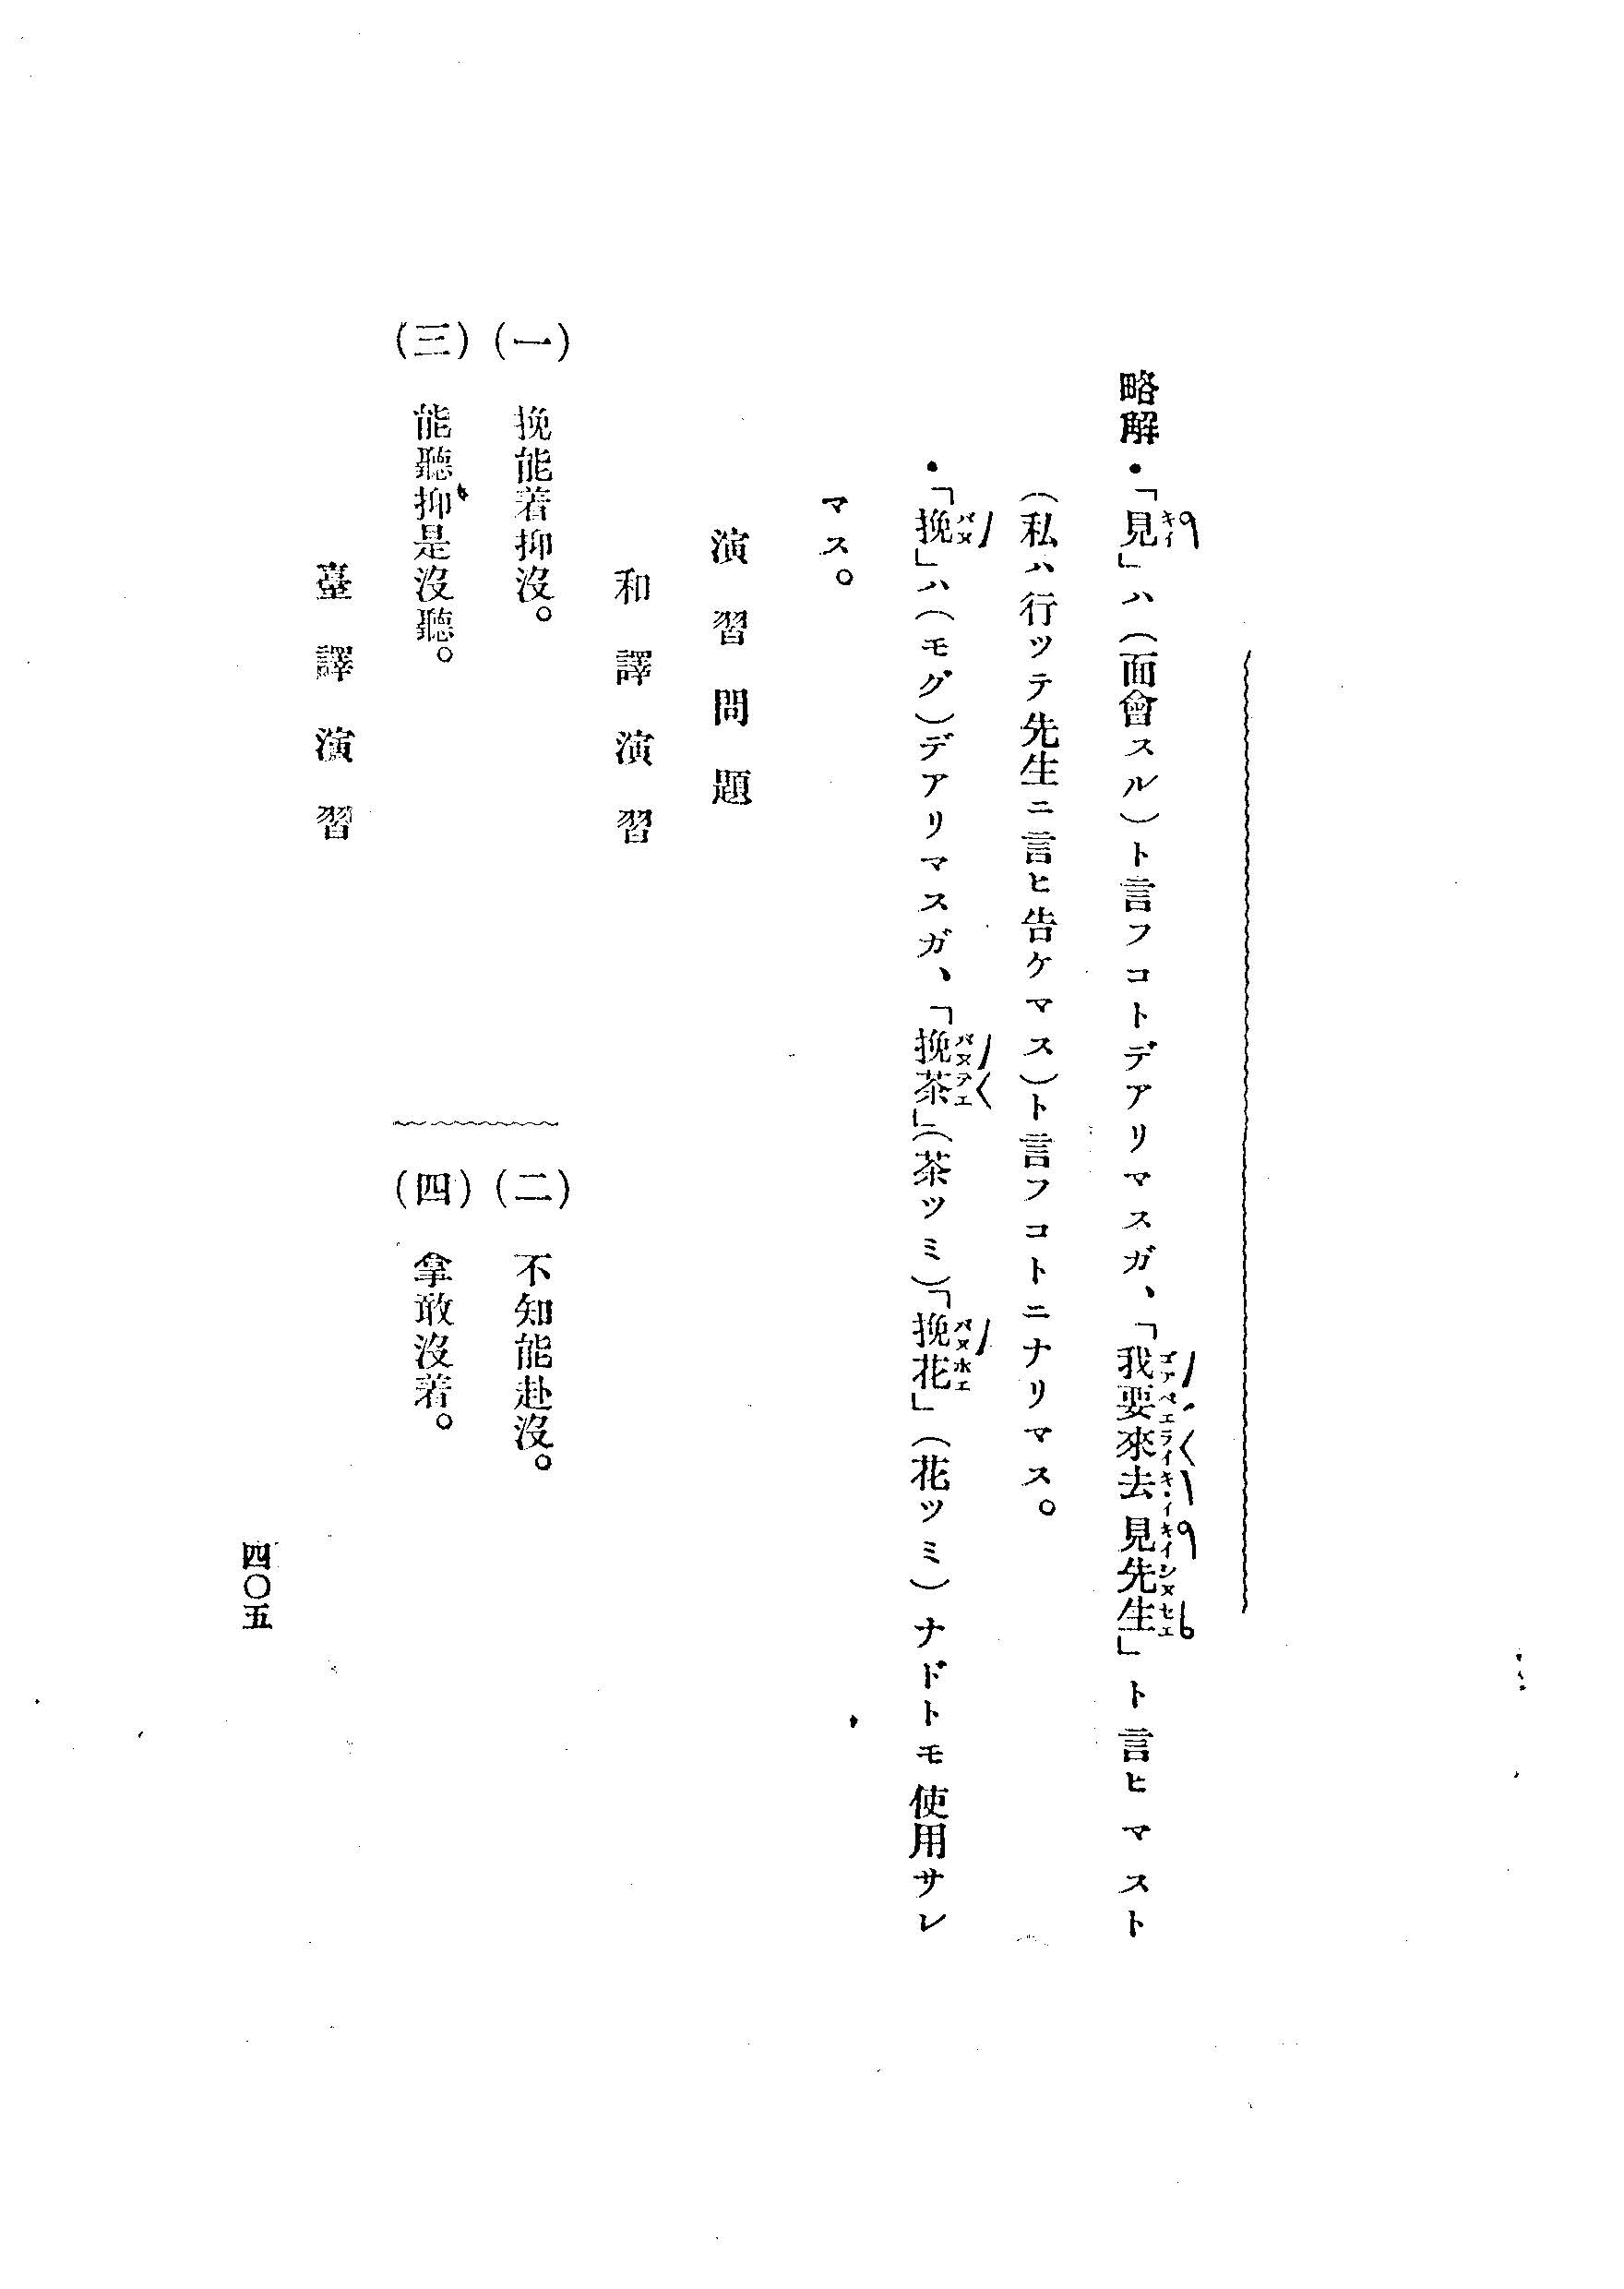 略解・「見」ハ（面會スル）ト言フコトデアリマスガ、「我要來去見先生」ト言ヒマスト
（私ハ行ツテ先生ニ言ヒ告ケマス）ト言フコトニナリマス。
・「挽」ハ（モグ）デアリマスガ、「挽茶」（茶ツミ）「挽花」（花ツミ）ナドトモ使用サレ
マス。
演習問題
和譯演習
（一）　挽能着抑沒。
（二）　不知能赴沒。
（三）　能聽抑是沒聽。
（四）　拿敢沒着。
臺譯演習
四〇五